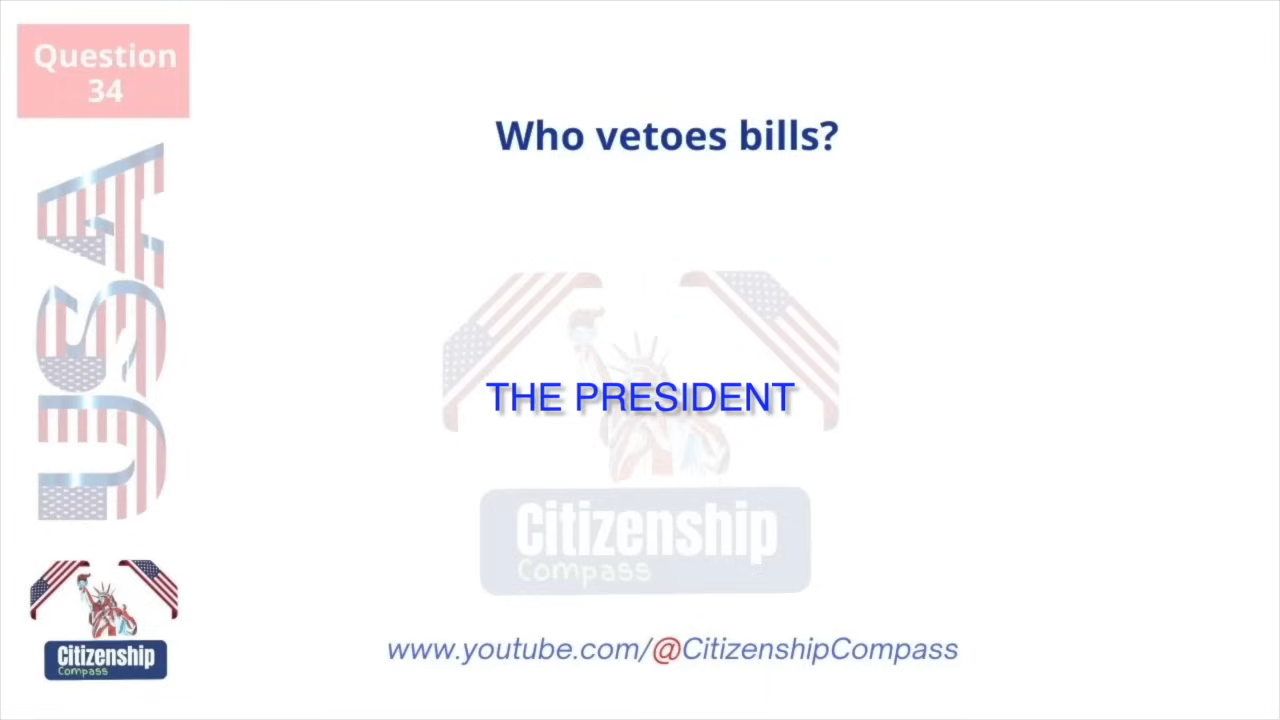 Question
34
Who vetoes bills?
USA
THE PRESIDENT
Citizenship
Compass
Citizenship
Compass
www.youtube.com/@CitizenshipCompass